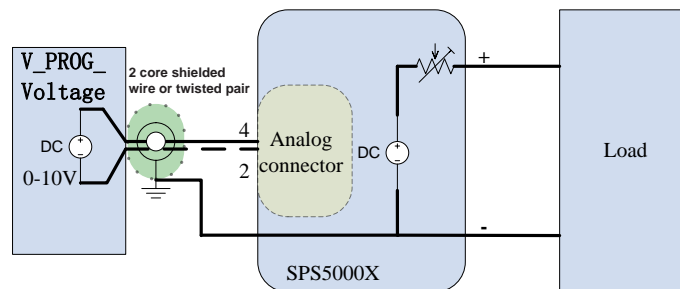 V_PROG_
Voltage
DC
0-10V
2 core shielded
wire or twisted pair
4
2
Analog
connector
DC
+
-
SPS5000X
Load